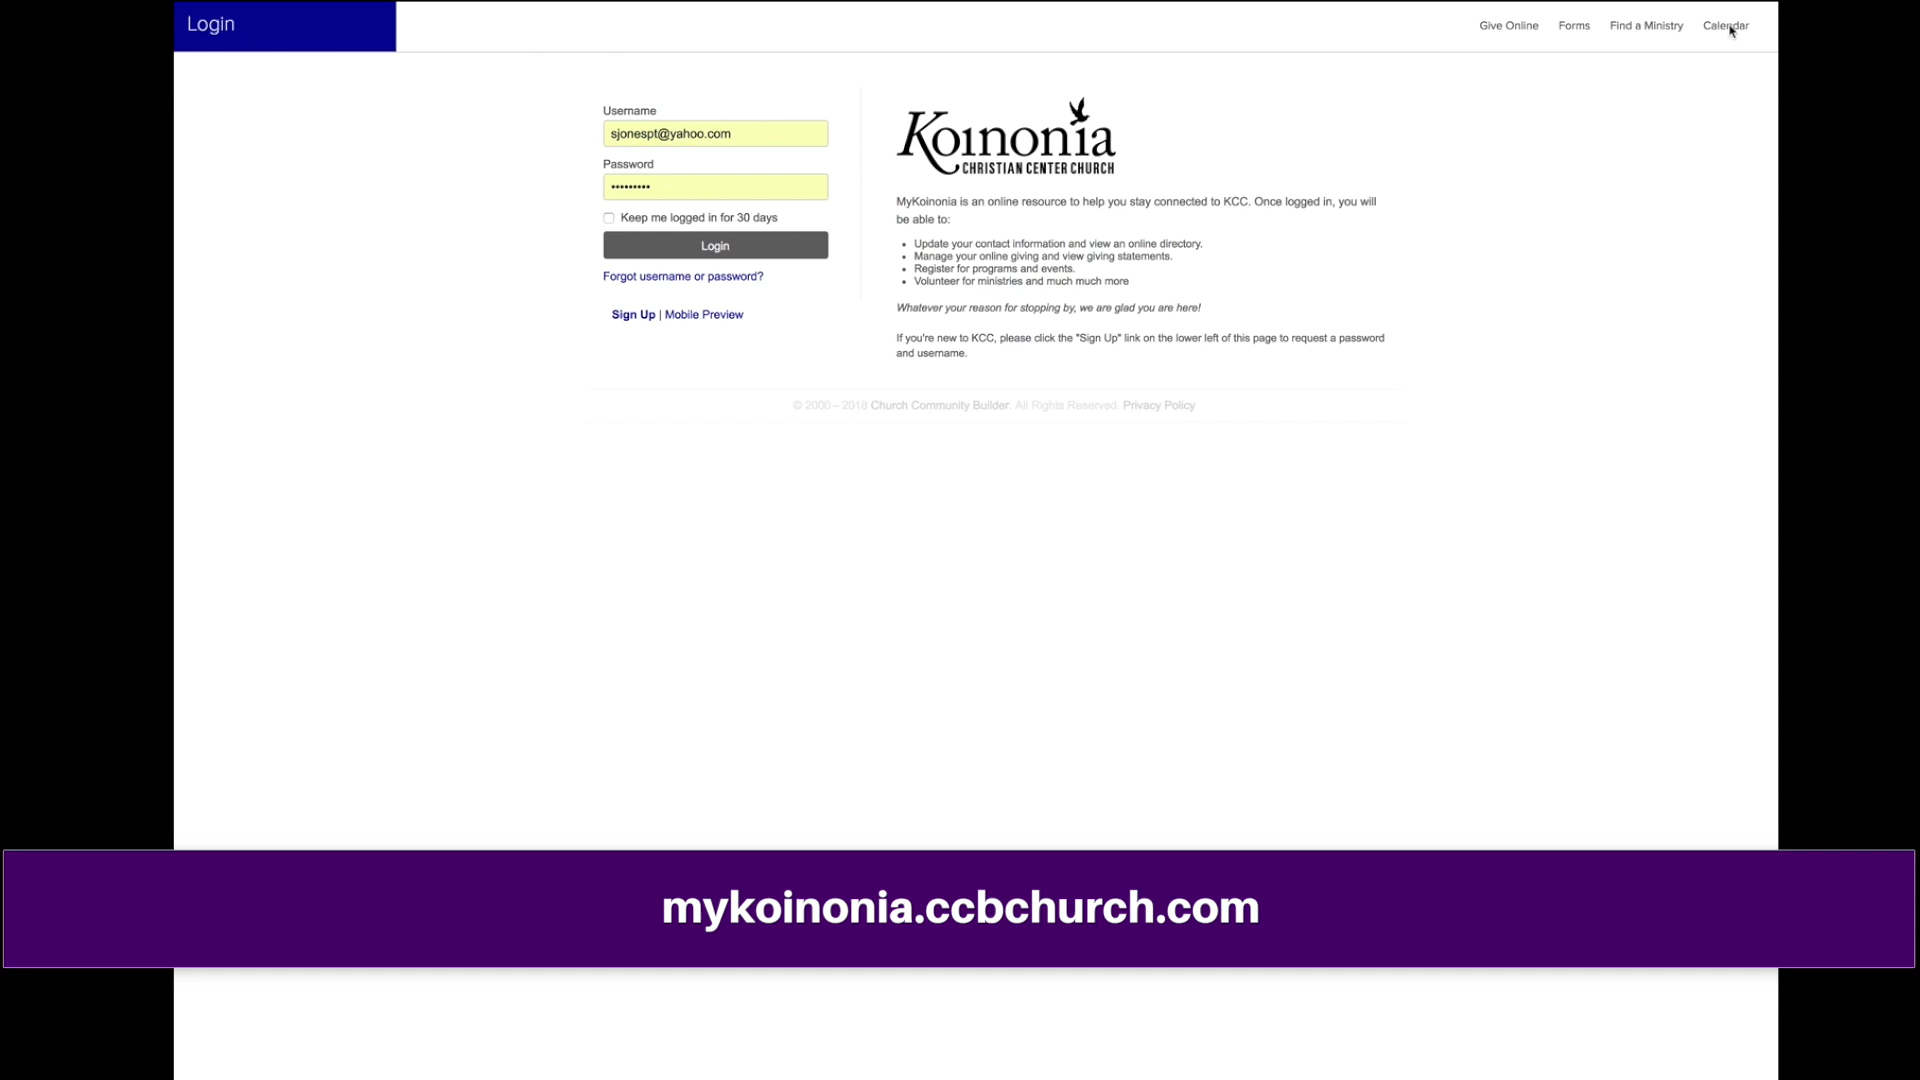 Login
Give Online Forms Find a Ministry Calendar
Username
sjonespt@yahoo.com
Password
•••••••••
Keep me logged in for 30 days
Login
Forgot username or password?
Sign Up | Mobile Preview
Koinonia
CHRISTIAN CENTER CHURCH
MyKoinonia is an online resource to help you stay connected to KCC. Once logged in, you will
be able to:
• Update your contact information and view an online directory.
• Manage your online giving and view giving statements.
• Register for programs and events.
• Volunteer for ministries and much much more
Whatever your reason for stopping by, we are glad you are here!
If you're new to KCC, please click the "Sign Up" link on the lower left of this page to request a password
and username.
© 2000–2018 Church Community Builder. All Rights Reserved. Privacy Policy
mykoinonia.ccbchurch.com